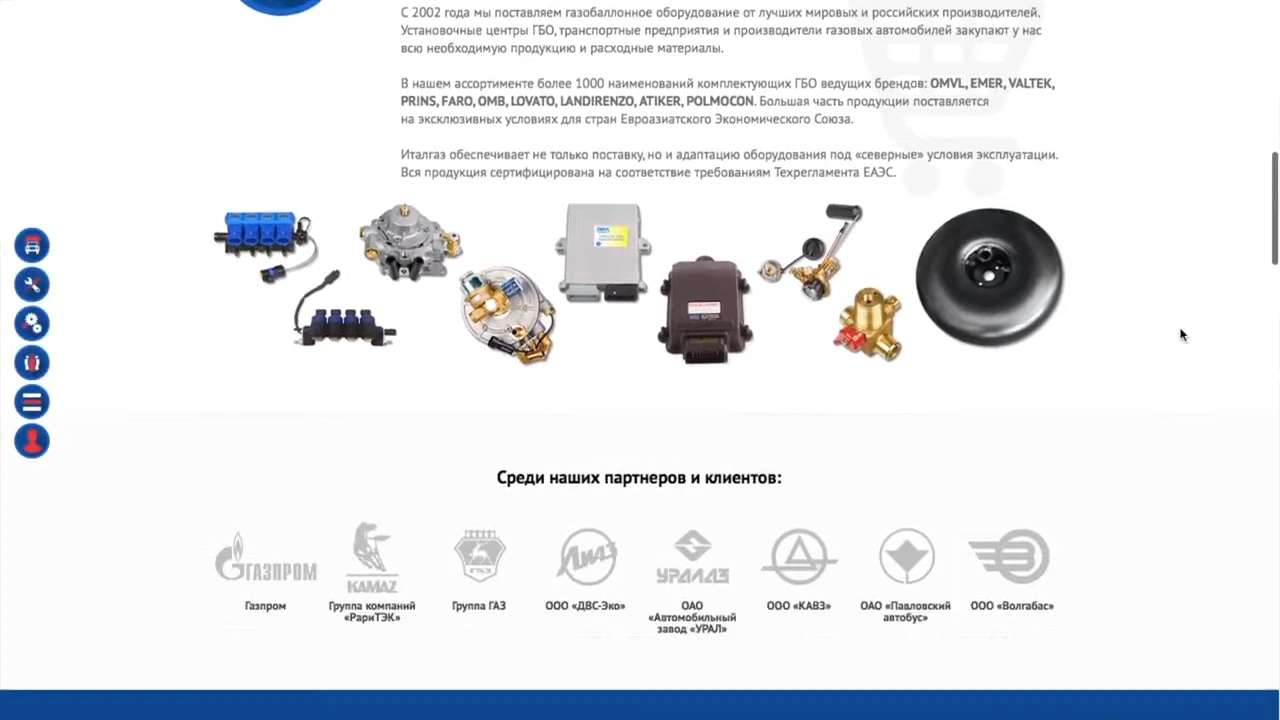 С 2002 года мы поставляем газобаллонное оборудование от лучших мировых и российских производителей.
Установочные центры ГБО, транспортные предприятия и производители газовых автомобилей закупают у нас
всю необходимую продукцию и расходные материалы.
В нашем ассортименте более 1000 наименований комплектующих ГБО ведущих брендов: OMVL, EMER, VALTEK,
PRINS, FARO, OMB, LOVATO, LANDIRENZO, ATIKER, POLMOCON. Большая часть продукции поставляется
на эксклюзивных условиях для стран Евроазиатского Экономического Союза.
Италгаз обеспечивает не только поставку, но и адаптацию оборудования под «северные» условия эксплуатации.
Вся продукция сертифицирована на соответствие требованиям Техрегламента ЕАЭС.
Среди наших партнеров и клиентов:
ГАЗПРОМ
KAMAZ
ГАЗ
ЛиАЗ
УРАЛАЗ
Газпром
Группа компаний
«РариТЭК»
Группа ГАЗ
ООО «ДВС-Эко»
ОАО
«Автомобильный
завод «УРАЛ»
ООО «КАВЗ»
ОАО «Павловский
автобус»
ООО «Волгабас»